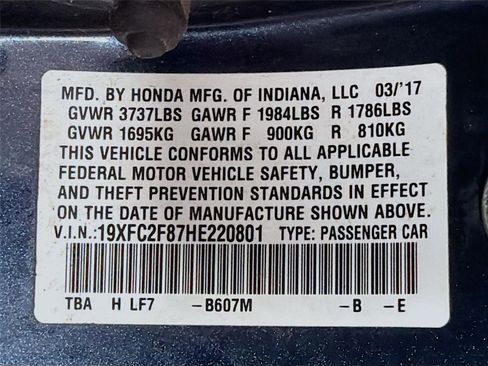 MFD. BY HONDA MFG. OF INDIANA, LLC 03/'17
GVWR 3737LBS GAWR F 1984LBS R 1786LBS
GVWR 1695KG GAWR F 900KG R 810KG
THIS VEHICLE CONFORMS TO ALL APPLICABLE
FEDERAL MOTOR VEHICLE SAFETY, BUMPER,
AND THEFT PREVENTION STANDARDS IN EFFECT
ON THE DATE OF MANUFACTURE SHOWN ABOVE.
V.I.N.:19XFC2F87HE220801 TYPE: PASSENGER CAR
TBA H LF7 -B607M -B -E